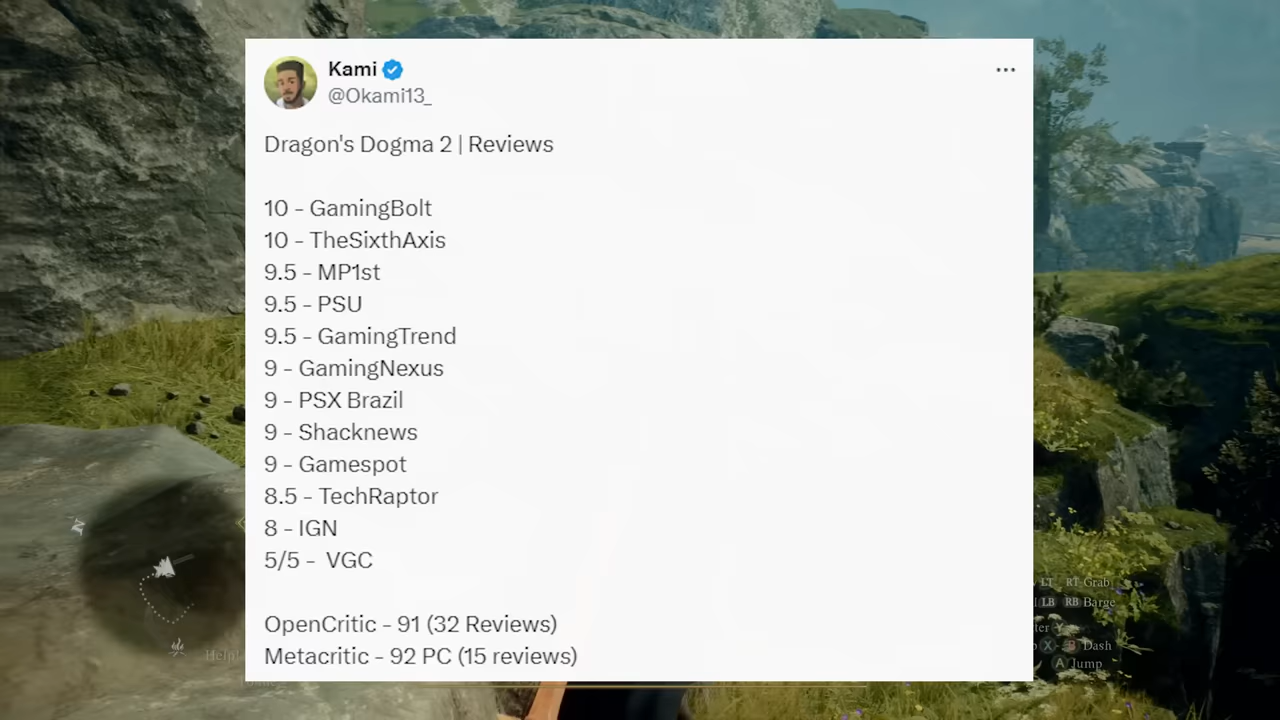 Kami
@Okami13_
Dragon's Dogma 2 | Reviews
10 - GamingBolt
10 - TheSixthAxis
9.5 - MP1st
9.5 - PSU
9.5 - GamingTrend
9 - GamingNexus
9 - PSX Brazil
9 - Shacknews
9 - Gamespot
8.5 - TechRaptor
8 - IGN
5/5 - VGC
OpenCritic - 91 (32 Reviews)
Metacritic - 92 PC (15 reviews)
N
LT RT Grab
LB RB Barge
Y
X B Dash
A Jump